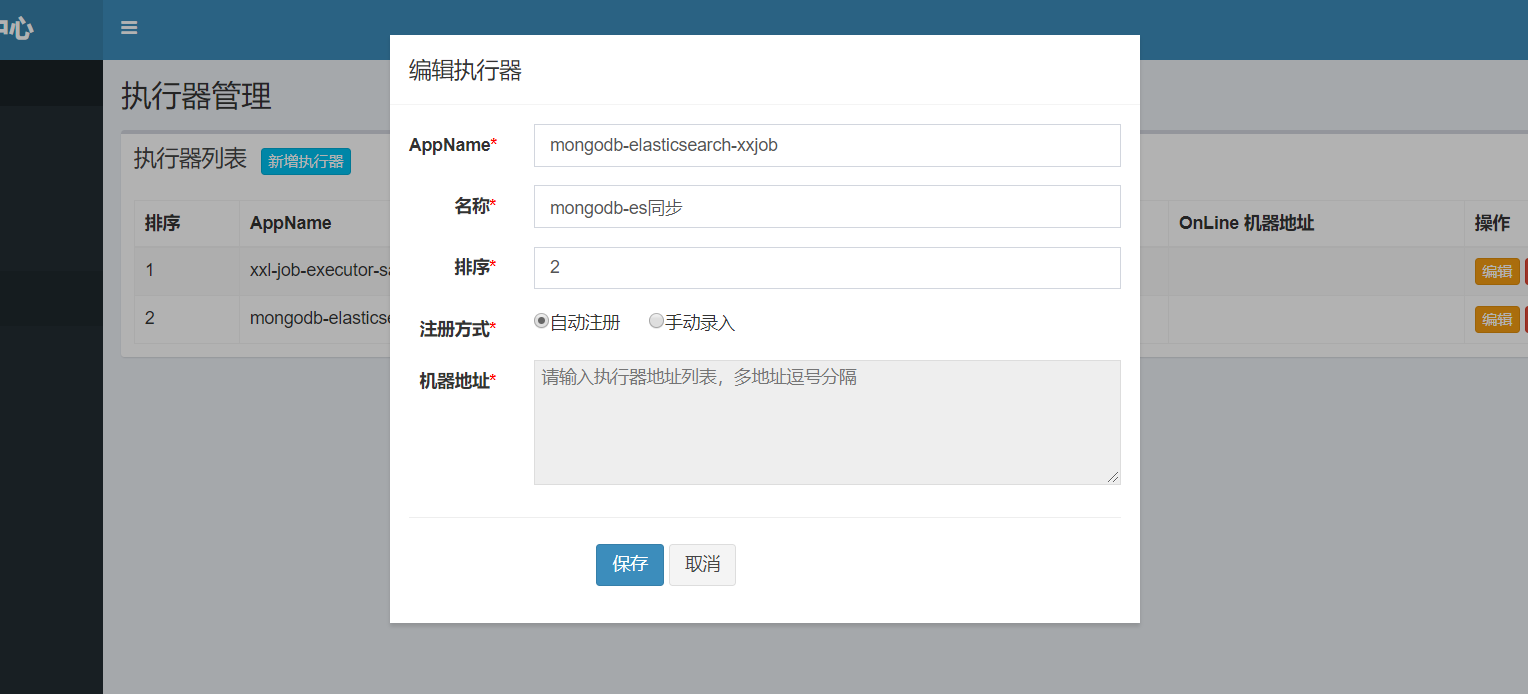 中心
编辑执行器
执行器管理
AppName*
mongodb-elasticsearch-xxjob
执行器列表
新增执行器
名称*
mongodb-es同步
排序
AppName
OnLine 机器地址
操作
排序*
2
1
xxl-job-executor-sa
编辑
2
mongodb-elasticse
编辑
注册方式*
自动注册
手动录入
机器地址*
请输入执行器地址列表，多地址逗号分隔
保存
取消